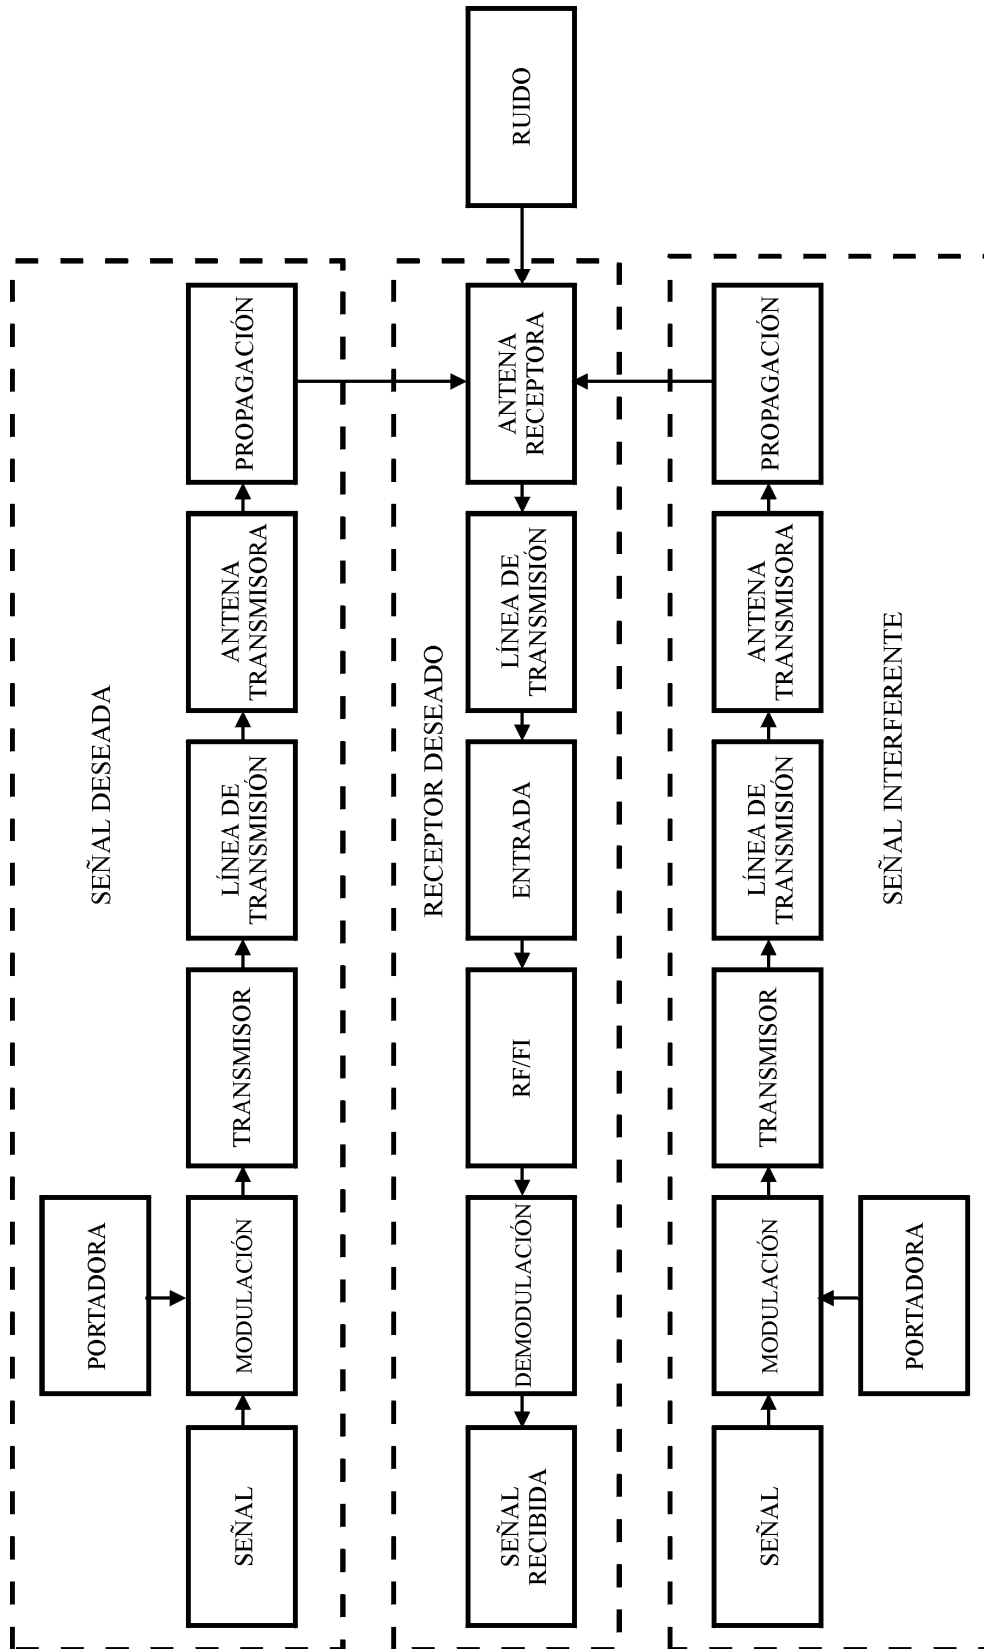 SEÑAL DESEADA
PORTADORA
SEÑAL
MODULACIÓN
TRANSMISOR
LÍNEA DE
TRANSMISIÓN
ANTENA
TRANSMISORA
PROPAGACIÓN
RECEPTOR DESEADO
SEÑAL
RECIBIDA
DEMODULACIÓN
RF/FI
ENTRADA
LÍNEA DE
TRANSMISIÓN
ANTENA
RECEPTORA
RUIDO
SEÑAL
MODULACIÓN
TRANSMISOR
LÍNEA DE
TRANSMISIÓN
ANTENA
TRANSMISORA
PROPAGACIÓN
PORTADORA
SEÑAL INTERFERENTE